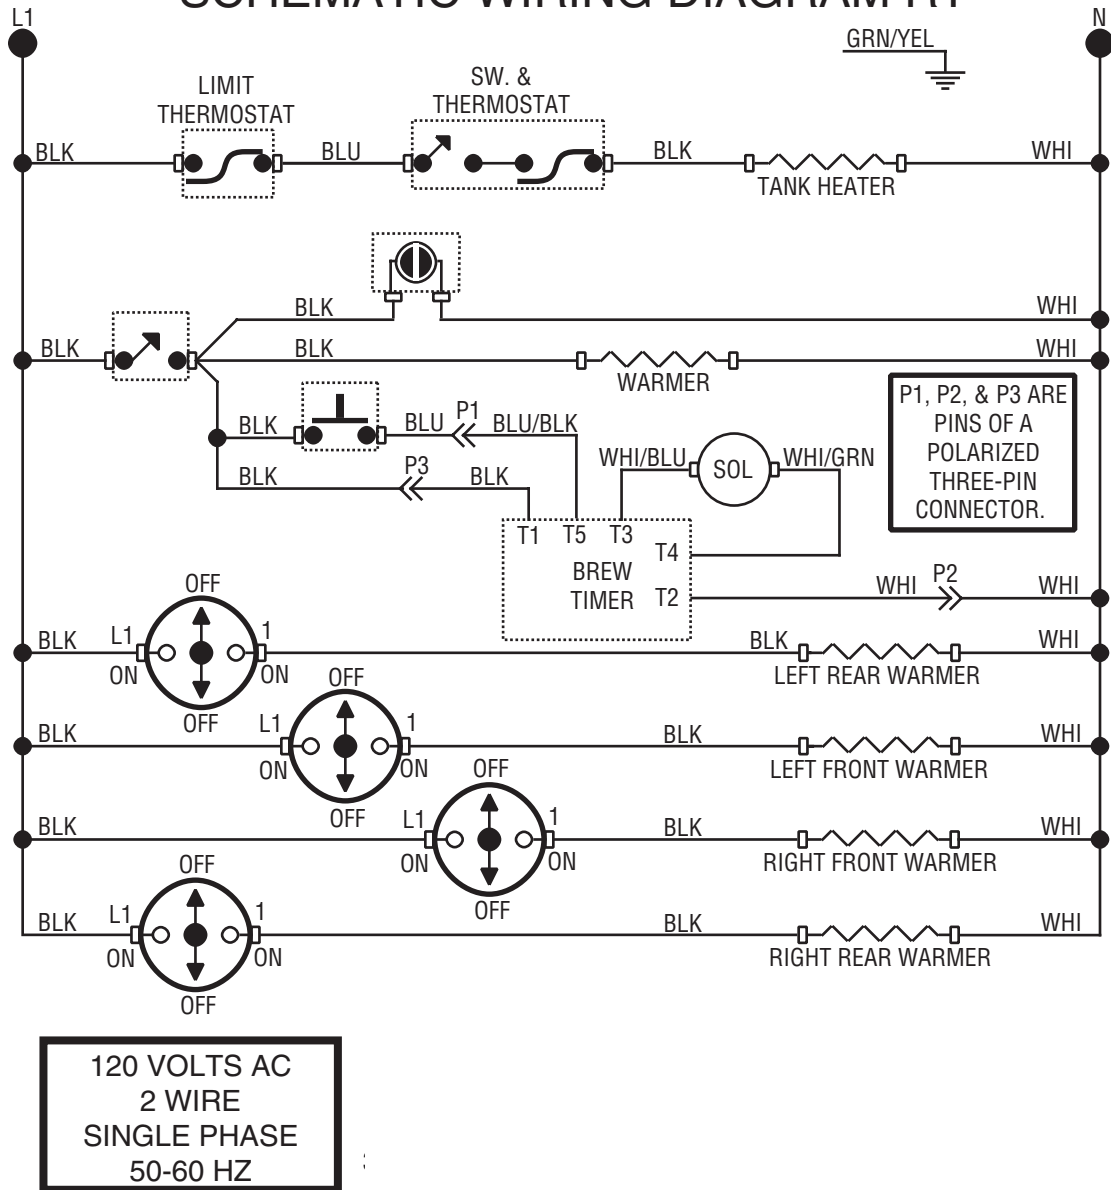 SCHEMATIC WIRING DIAGRAM RT
L1
N
GRN/YEL
LIMIT
THERMOSTAT
SW. &
THERMOSTAT
BLK
BLU
BLK
WHI
TANK HEATER
BLK
WHI
BLK
BLK
WHI
WARMER
P1, P2, & P3 ARE
PINS OF A
POLARIZED
THREE-PIN
CONNECTOR.
BLK
BLU
P1
BLU/BLK
BLK
P3
BLK
WHI/BLU
SOL
WHI/GRN
T1
T5
T3
T4
BREW
TIMER
T2
WHI
P2
WHI
OFF
BLK
L1
1
ON
ON
OFF
BLK
WHI
LEFT REAR WARMER
OFF
BLK
L1
1
ON
ON
OFF
BLK
WHI
LEFT FRONT WARMER
OFF
BLK
L1
1
ON
ON
OFF
BLK
WHI
RIGHT FRONT WARMER
OFF
BLK
L1
1
ON
ON
OFF
BLK
WHI
RIGHT REAR WARMER
120 VOLTS AC
2 WIRE
SINGLE PHASE
50-60 HZ